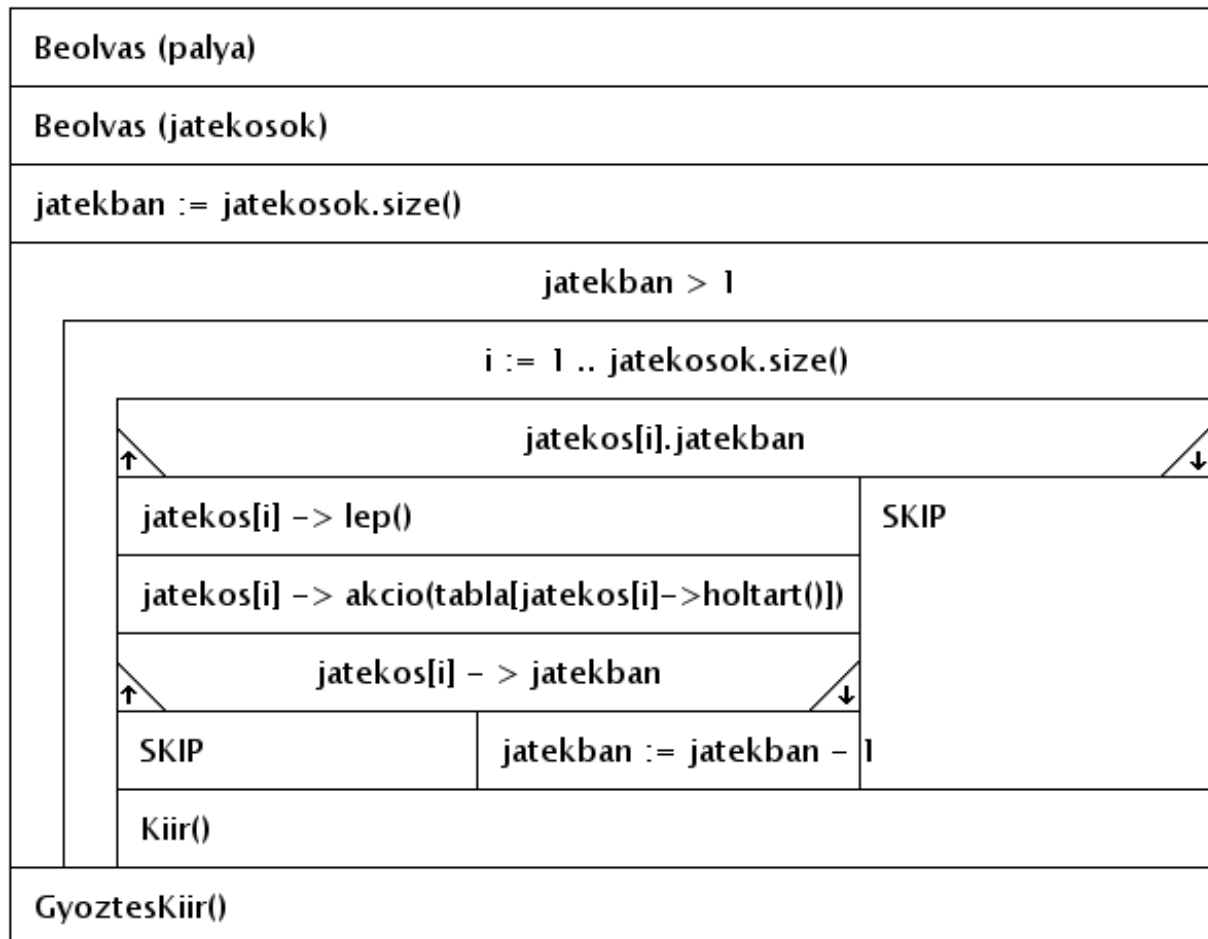 Beolvas (palya)
Beolvas (jatekosok)
jatekban := jatekosok.size()
jatekban > 1
i := 1 .. jatekosok.size()
jatekos[i].jatekban
jatekos[i] -> lep()
SKIP
jatekos[i] -> akcio(tabla[jatekos[i]->holtart()])
jatekos[i] - > jatekban
SKIP
jatekban := jatekban - 1
Kiir()
GyoztesKiir()